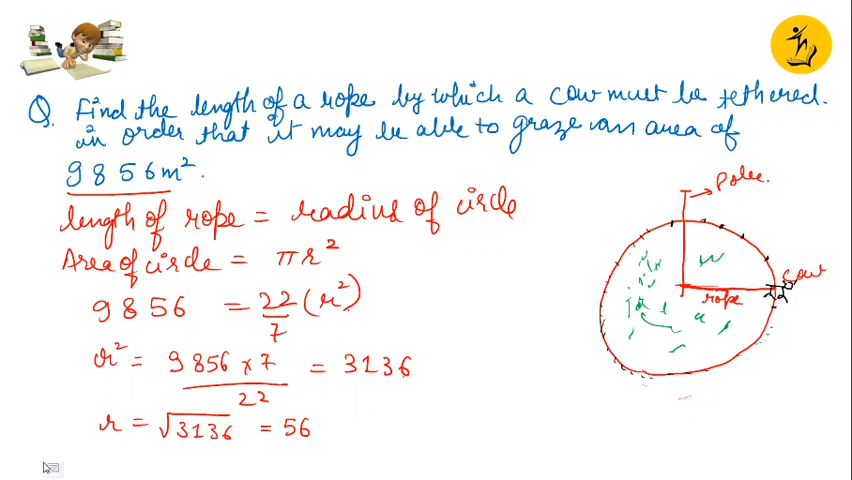 Q. Find the length of a rope by which a cow must be tethered.
in order that it may be able to graze an area of
9856m².
length of rope = radius of circle
Area of circle = πr²
9856 = 22/7 (r²)
r² = 9856 x 7 / 22 = 3136
r = √3136 = 56
Pole.
Cow
rope